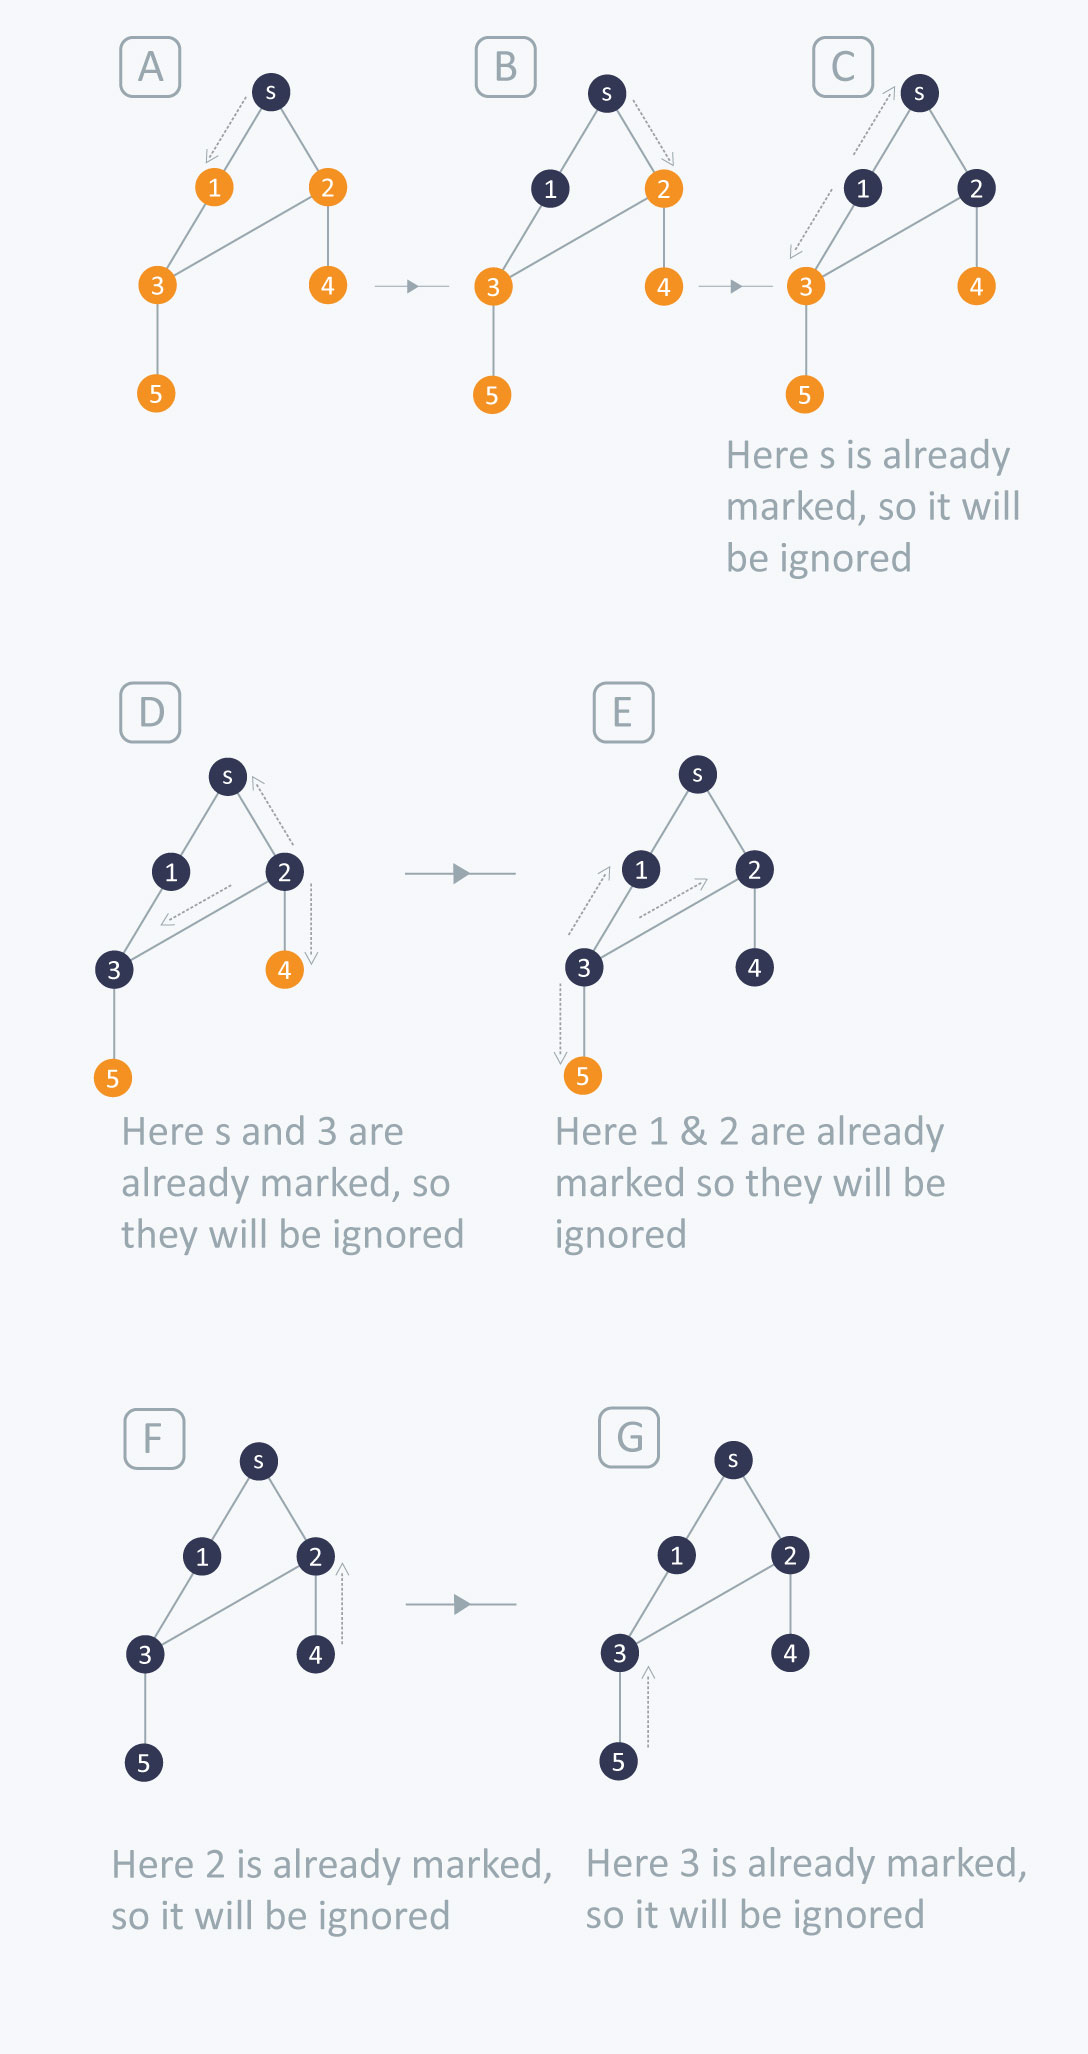 A
B
C
s
s
s
1
2
1
2
1
2
3
4
3
4
3
4
5
5
5
Here s is already
marked, so it will
be ignored
D
E
s
s
1
2
1
2
3
4
3
4
5
5
Here s and 3 are
already marked, so
they will be ignored
Here 1 & 2 are already
marked so they will be
ignored
F
G
s
s
1
2
1
2
3
4
3
4
5
5
Here 2 is already marked,
so it will be ignored
Here 3 is already marked,
so it will be ignored